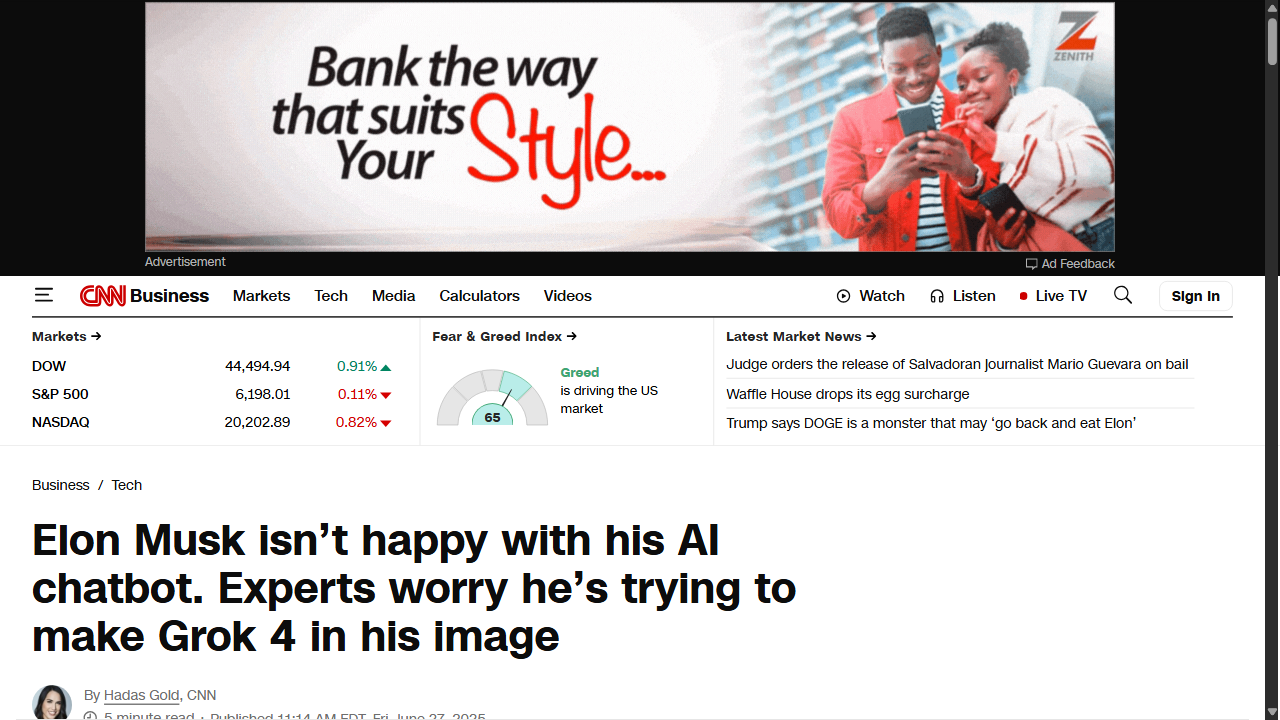 Bank the way
that suits Style...
Your
ZENITH
Advertisement
Ad Feedback
CNN Business Markets Tech Media Calculators Videos Watch Listen Live TV Sign in
Markets →
DOW 44,494.94 0.91%
S&P 500 6,198.01 0.11%
NASDAQ 20,202.89 0.82%
Fear & Greed Index →
65
Greed
is driving the US
market
Latest Market News →
Judge orders the release of Salvadoran journalist Mario Guevara on bail
Waffle House drops its egg surcharge
Trump says DOGE is a monster that may ‘go back and eat Elon’
Business / Tech
Elon Musk isn’t happy with his AI
chatbot. Experts worry he’s trying to
make Grok 4 in his image
By Hadas Gold, CNN
5 minute read · Published 11:14 AM EDT, Fri June 27, 2025